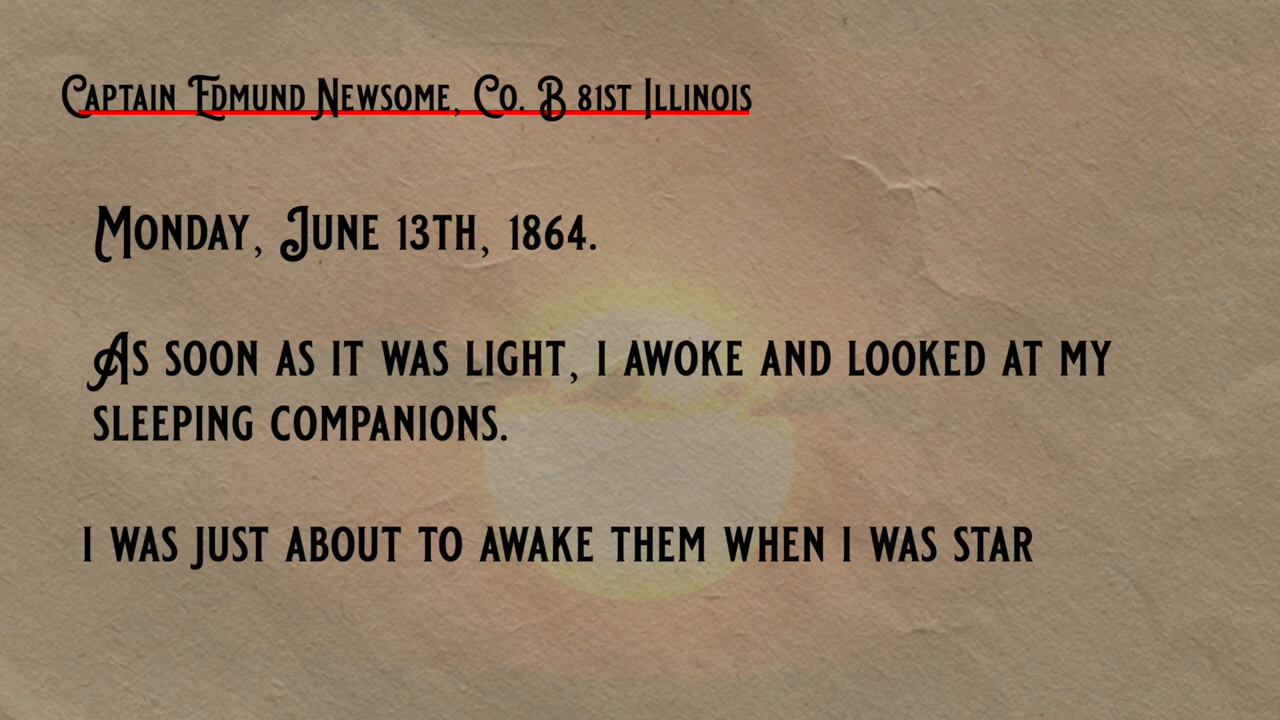 Captain Edmund Newsome, Co. B 81st Illinois
Monday, June 13th, 1864.
As soon as it was light, I awoke and looked at my
sleeping companions.
I was just about to awake them when I was star